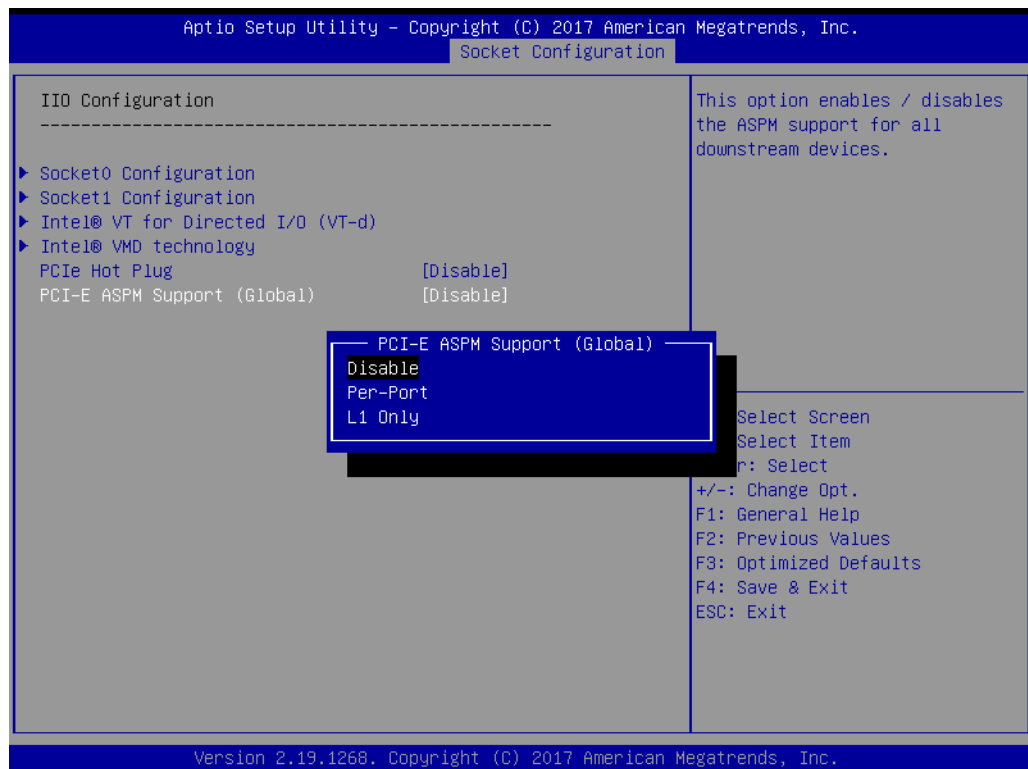 Aptio Setup Utility – Copyright (C) 2017 American Megatrends, Inc.
Socket Configuration
IIO Configuration
--------------------------------------------------
Socket0 Configuration
Socket1 Configuration
Intel® VT for Directed I/O (VT-d)
Intel® VMD technology
PCIe Hot Plug [Disable]
PCI-E ASPM Support (Global) [Disable]
PCI-E ASPM Support (Global)
Disable
Per-Port
L1 Only
This option enables / disables
the ASPM support for all
downstream devices.
Select Screen
Select Item
r: Select
+/-: Change Opt.
F1: General Help
F2: Previous Values
F3: Optimized Defaults
F4: Save & Exit
ESC: Exit
Version 2.19.1268. Copyright (C) 2017 American Megatrends, Inc.